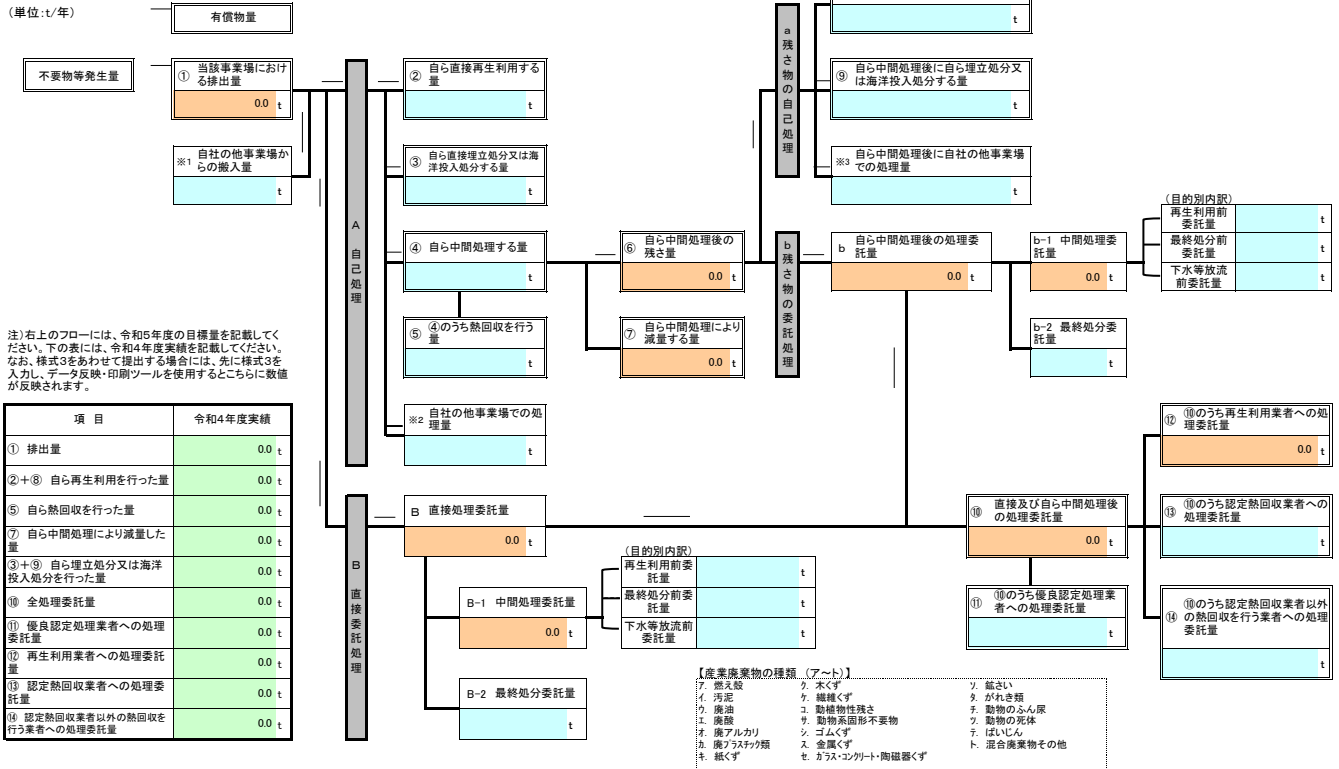 （単位:t/年）
有償物量
t
不要物等発生量
① 当該事業場におけ
る排出量
0.0 t
※1 自社の他事業場か
らの搬入量
t
A 自己処理
② 自ら直接再生利用する
量
t
③ 自ら直接埋立処分又は海
洋投入処分する量
t
④ 自ら中間処理する量
t
⑤ ④のうち熱回収を行う
量
t
※2 自社の他事業場での処
理量
t
⑥ 自ら中間処理後の
残さ量
0.0 t
⑦ 自ら中間処理により
減量する量
0.0 t
a 残さ物の自己処理
⑨ 自ら中間処理後に自ら埋立処分又
は海洋投入処分する量
t
※3 自ら中間処理後に自社の他事業場
での処理量
t
b 残さ物の委託処理
b 自ら中間処理後の処理委
託量
0.0 t
b-1 中間処理委
託量
0.0 t
b-2 最終処分委
託量
t
（目的別内訳）
再生利用前
委託量
t
最終処分前
委託量
t
下水等放流
前委託量
t
注）右上のフローには、令和5年度の目標量を記載してく
ださい。下の表には、令和4年度実績を記載してください。
なお、様式3をあわせて提出する場合には、先に様式3を
入力し、データ反映・印刷ツールを使用するとこちらに数値
が反映されます。
項 目 令和4年度実績
① 排出量 0.0 t
②+⑧ 自ら再生利用を行った量 0.0 t
⑤ 自ら熱回収を行った量 0.0 t
⑦ 自ら中間処理により減量した
量 0.0 t
③+⑨ 自ら埋立処分又は海洋
投入処分を行った量 0.0 t
⑩ 全処理委託量 0.0 t
⑪ 優良認定処理業者への処理
委託量 0.0 t
⑫ 再生利用業者への処理委託
量 0.0 t
⑬ 認定熱回収業者への処理委
託量 0.0 t
⑭ 認定熱回収業者以外の熱回収を
行う業者への処理委託量 0.0 t
B 直接委託処理
B 直接処理委託量
0.0 t
B-1 中間処理委託量
0.0 t
B-2 最終処分委託量
t
（目的別内訳）
再生利用前委
託量
t
最終処分前委
託量
t
下水等放流前
委託量
t
⑩ 直接及び自ら中間処理後
の処理委託量
0.0 t
⑪ ⑩のうち優良認定処理業
者への処理委託量
t
⑫ ⑩のうち再生利用業者への処
理委託量
0.0 t
⑬ ⑩のうち認定熱回収業者への
処理委託量
t
⑭ ⑩のうち認定熱回収業者以外
の熱回収を行う業者への処理
委託量
t
【産業廃棄物の種類 （ア～ト）】
ア. 燃え殻 ク. 木くず ソ. 鉱さい
イ. 汚泥 ケ. 繊維くず タ. がれき類
ウ. 廃油 コ. 動植物性残さ チ. 動物のふん尿
エ. 廃酸 サ. 動物系固形不要物 ツ. 動物の死体
オ. 廃アルカリ シ. ゴムくず テ. ばいじん
カ. 廃プラスチック類 ス. 金属くず ト. 混合廃棄物その他
キ. 紙くず セ. ガラス・コンクリート・陶磁器くず